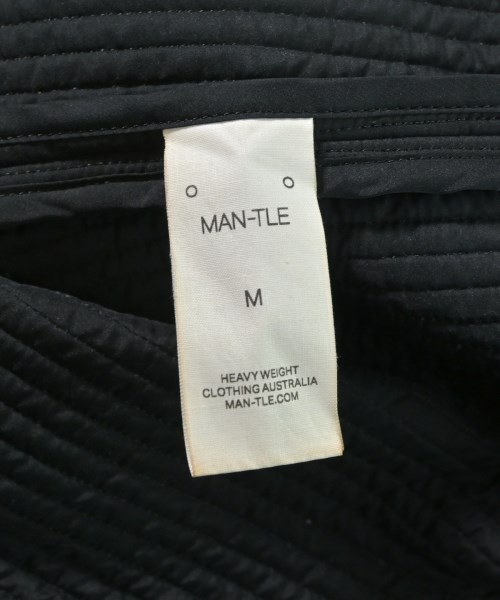 MAN-TLE
M
HEAVY WEIGHT
CLOTHING AUSTRALIA
MAN-TLE.COM